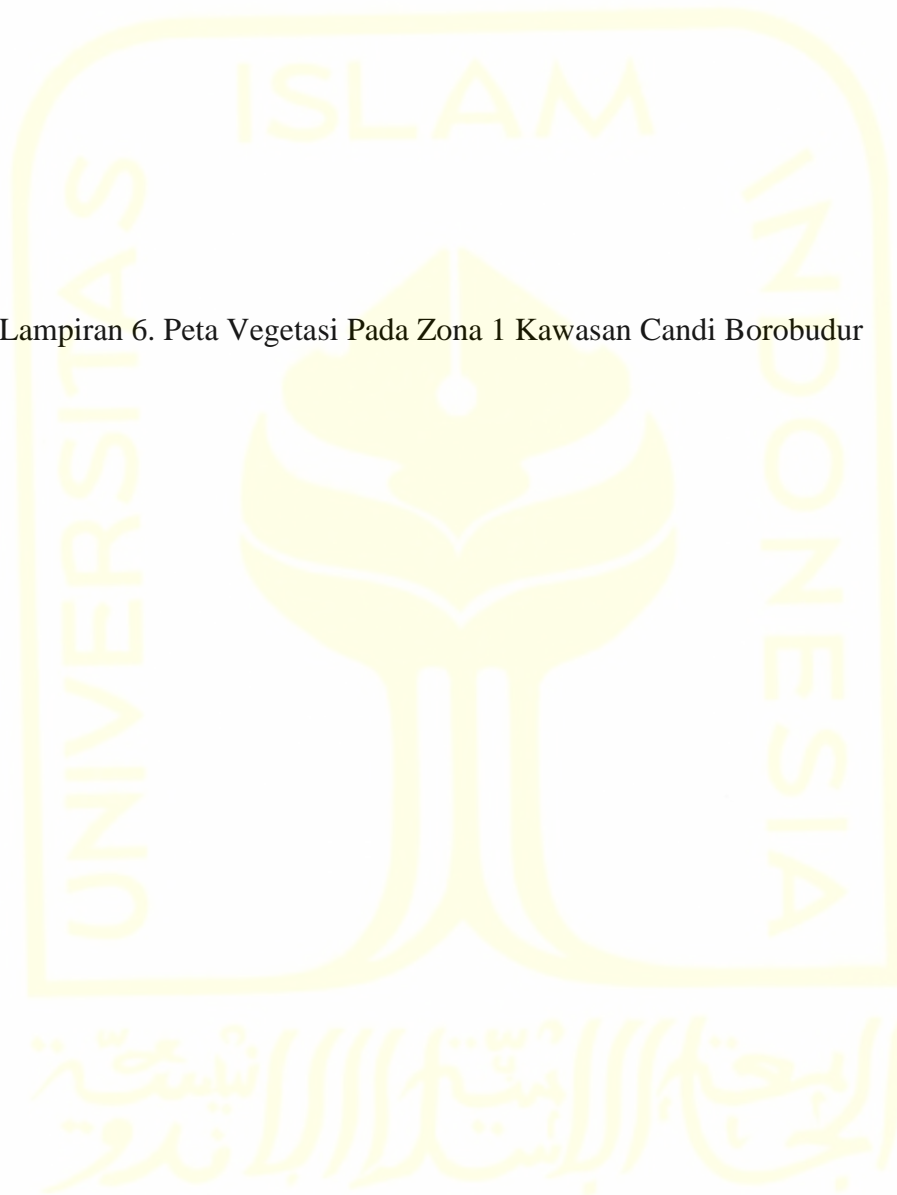 ISLAM
UNIVERSITAS
INDONESIA
Lampiran 6. Peta Vegetasi Pada Zona 1 Kawasan Candi Borobudur